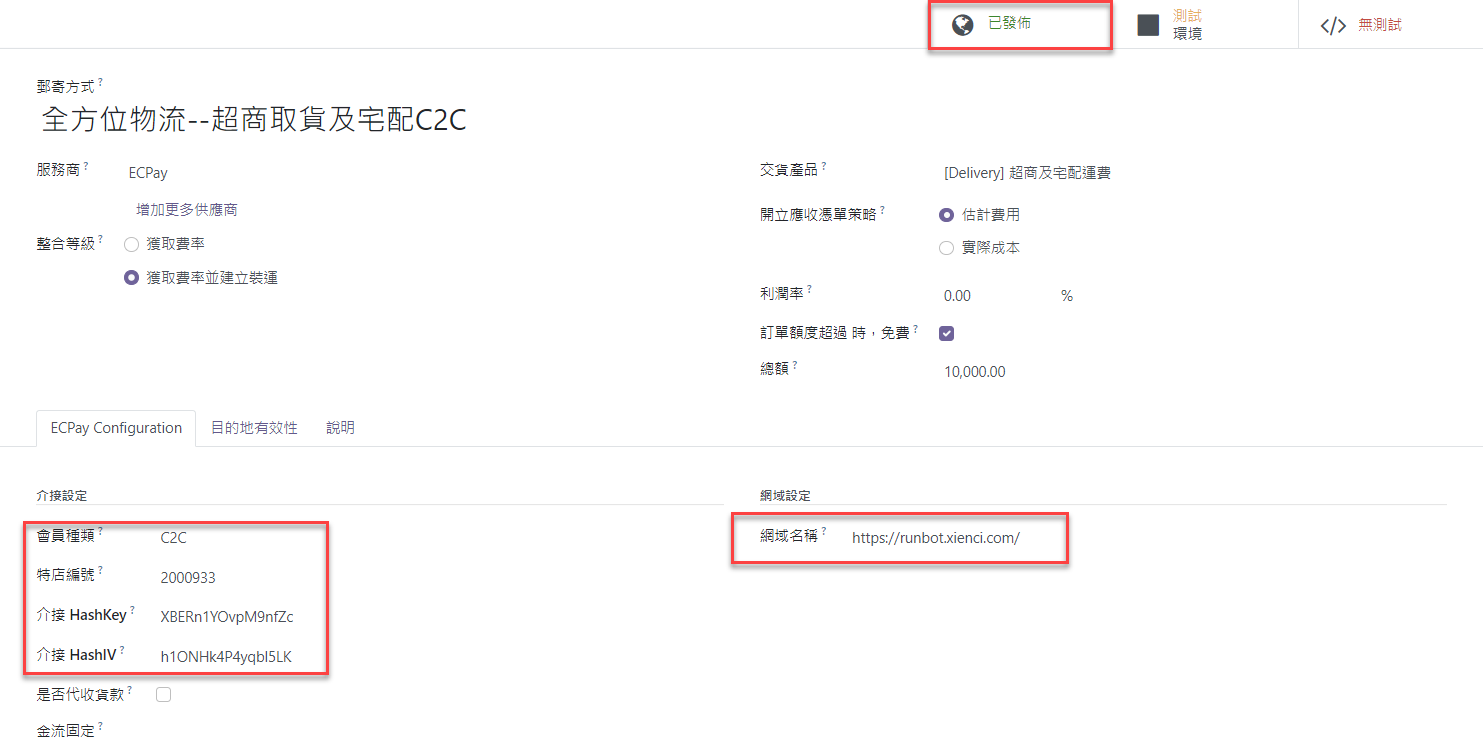 已發佈
測試
環境
</> 無測試
郵寄方式?
全方位物流--超商取貨及宅配C2C
服務商? ECPay
增加更多供應商
整合等級? 獲取費率
獲取費率並建立裝運
交貨產品? [Delivery] 超商及宅配運費
開立應收憑單策略? 估計費用
實際成本
利潤率? 0.00 %
訂單額度超過 時，免費?
總額? 10,000.00
ECPay Configuration 目的地有效性 說明
介接設定
會員種類? C2C
特店編號? 2000933
介接 HashKey? XBERn1YOvpM9nfZc
介接 HashIV? h1ONHk4P4yqbl5LK
是否代收貨款?
金流固定?
網域設定
網域名稱? https://runbot.xienci.com/